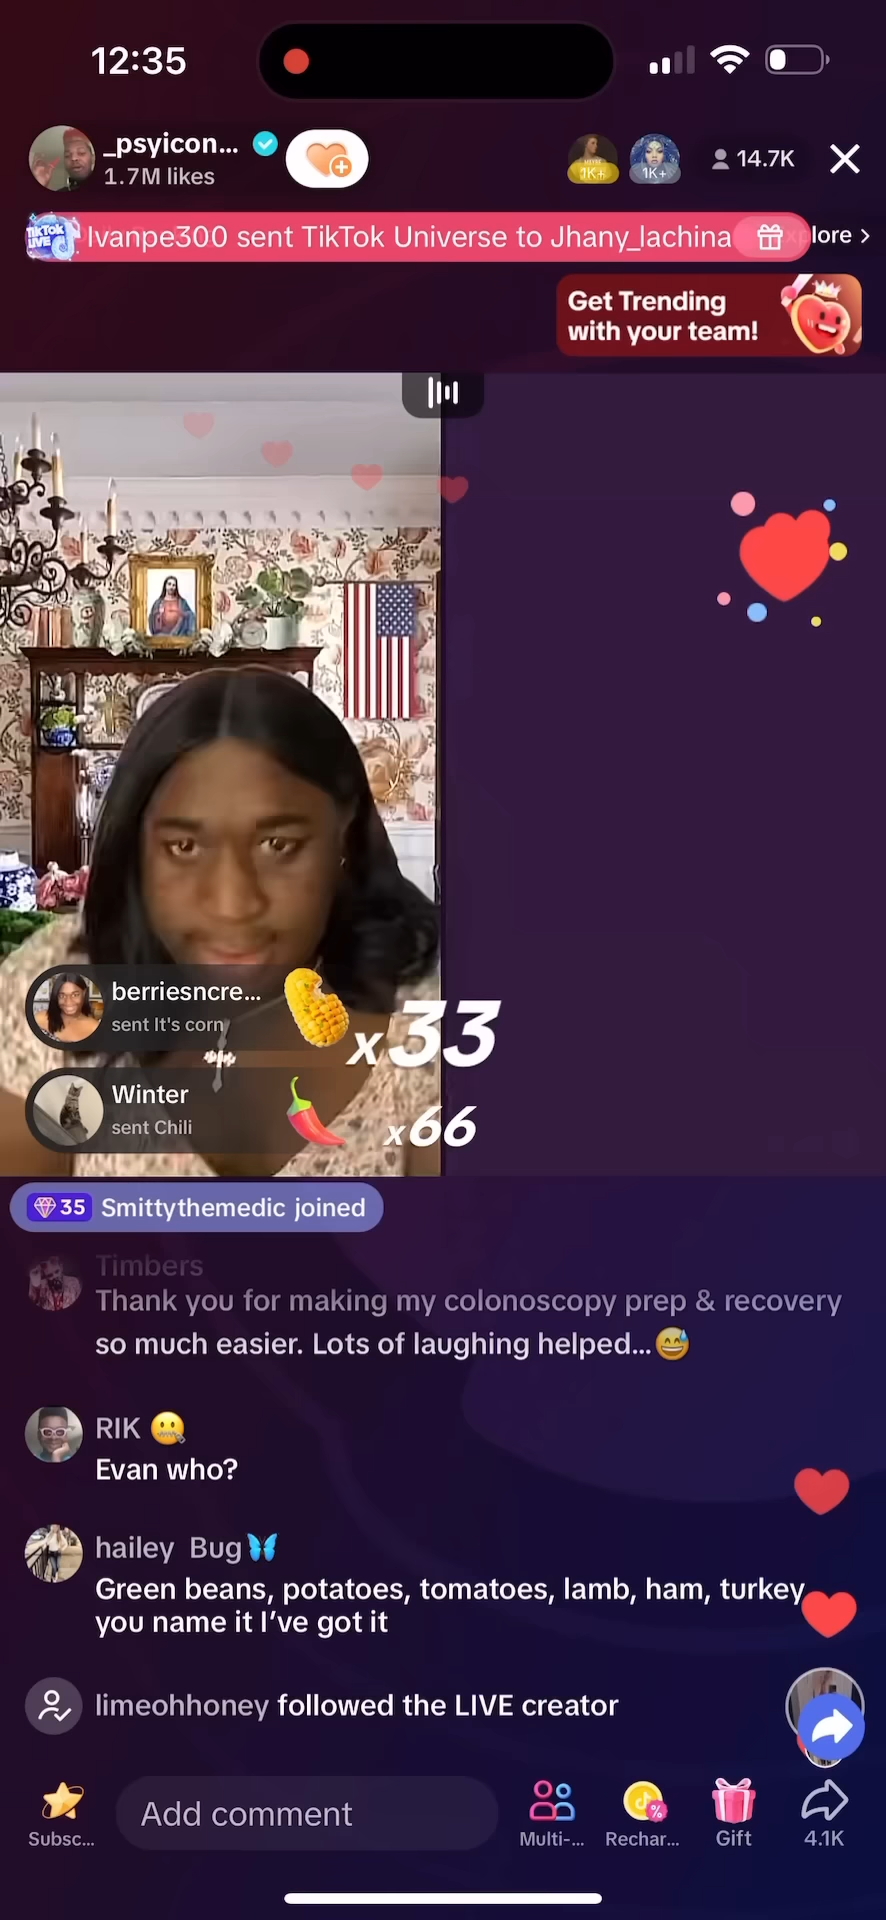 12:35
_psyicon...
1.7M likes
1K+
1K+
14.7K
Ivanpe300 sent TikTok Universe to Jhany_lachina
plore >
TikTok
LIVE
Get Trending
with your team!
berriesncre...
sent It's corn
x33
Winter
sent Chili
x66
35 Smittythemedic joined
Timbers
Thank you for making my colonoscopy prep & recovery
so much easier. Lots of laughing helped...😅
RIK 🤐
Evan who?
hailey Bug🦋
Green beans, potatoes, tomatoes, lamb, ham, turkey
you name it I’ve got it
limeohhoney followed the LIVE creator
Add comment
Subsc...
Multi-...
Rechar...
Gift
4.1K